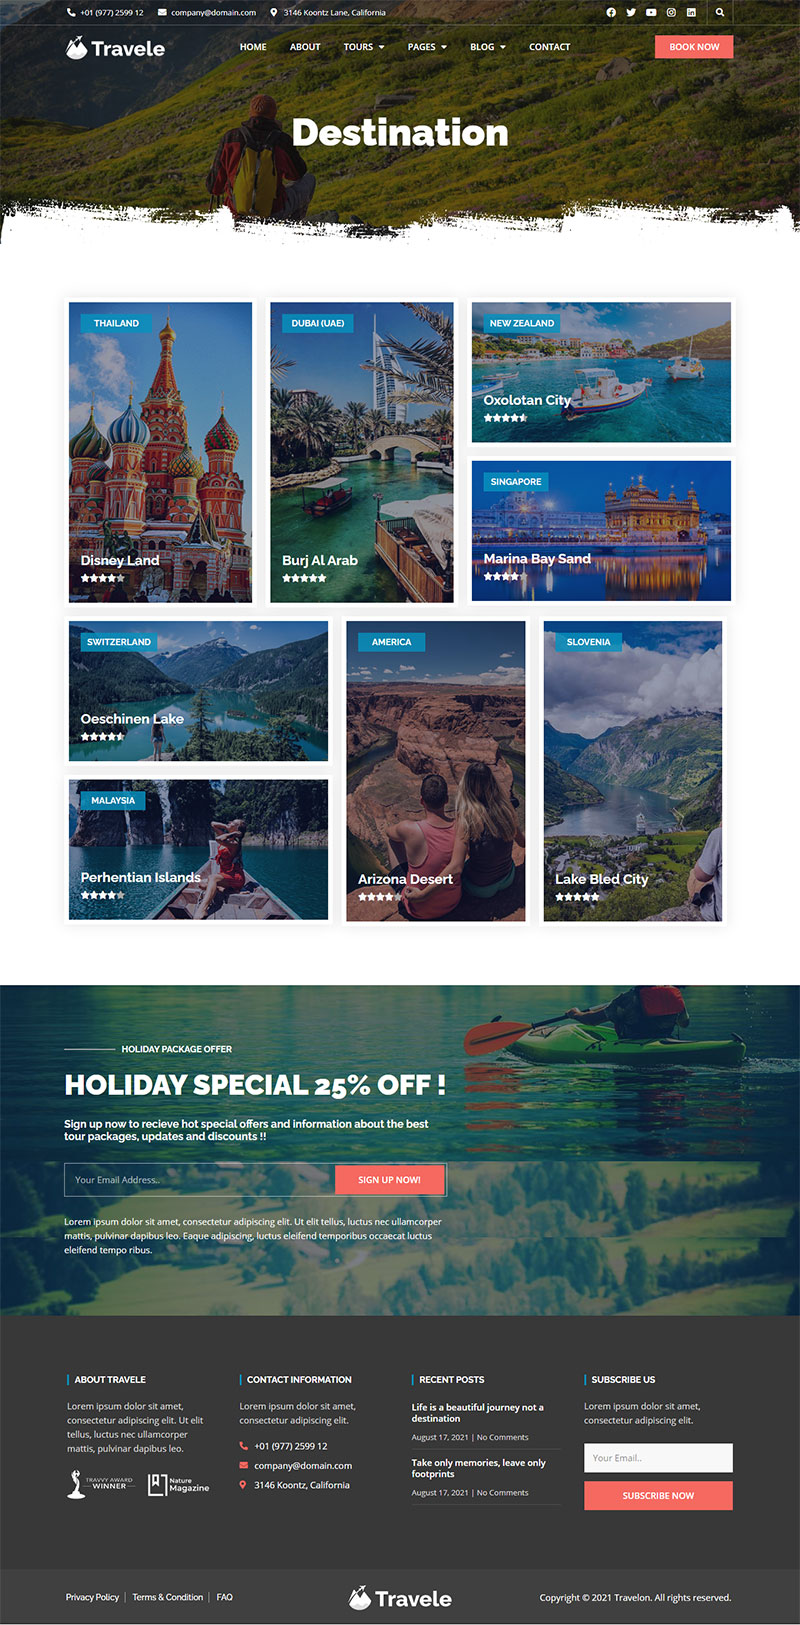 +01 (977) 2599 12 company@domain.com 3146 Koontz Lane, California
Travele HOME ABOUT TOURS PAGES BLOG CONTACT BOOK NOW
Destination
THAILAND
Disney Land
DUBAI (UAE)
Burj Al Arab
NEW ZEALAND
Oxolotan City
SINGAPORE
Marina Bay Sand
SWITZERLAND
Oeschinen Lake
MALAYSIA
Perhentian Islands
AMERICA
Arizona Desert
SLOVENIA
Lake Bled City
HOLIDAY PACKAGE OFFER
HOLIDAY SPECIAL 25% OFF !
Sign up now to recieve hot special offers and information about the best
tour packages, updates and discounts !!
Your Email Address.. SIGN UP NOW!
Lorem ipsum dolor sit amet, consectetur adipiscing elit. Ut elit tellus, luctus nec ullamcorper
mattis, pulvinar dapibus leo. Eaque adipiscing, luctus eleifend temporibus occaecat luctus
eleifend tempo ribus.
ABOUT TRAVELE
Lorem ipsum dolor sit amet,
consectetur adipiscing elit. Ut elit
tellus, luctus nec ullamcorper
mattis, pulvinar dapibus leo.
TRAVVY AWARD
WINNER
Nature
Magazine
CONTACT INFORMATION
Lorem ipsum dolor sit amet,
consectetur adipiscing elit.
+01 (977) 2599 12
company@domain.com
3146 Koontz, California
RECENT POSTS
Life is a beautiful journey not a
destination
August 17, 2021 | No Comments
Take only memories, leave only
footprints
August 17, 2021 | No Comments
SUBSCRIBE US
Lorem ipsum dolor sit amet,
consectetur adipiscing elit.
Your Email..
SUBSCRIBE NOW
Privacy Policy Terms & Condition FAQ
Travele
Copyright © 2021 Travelon. All rights reserved.